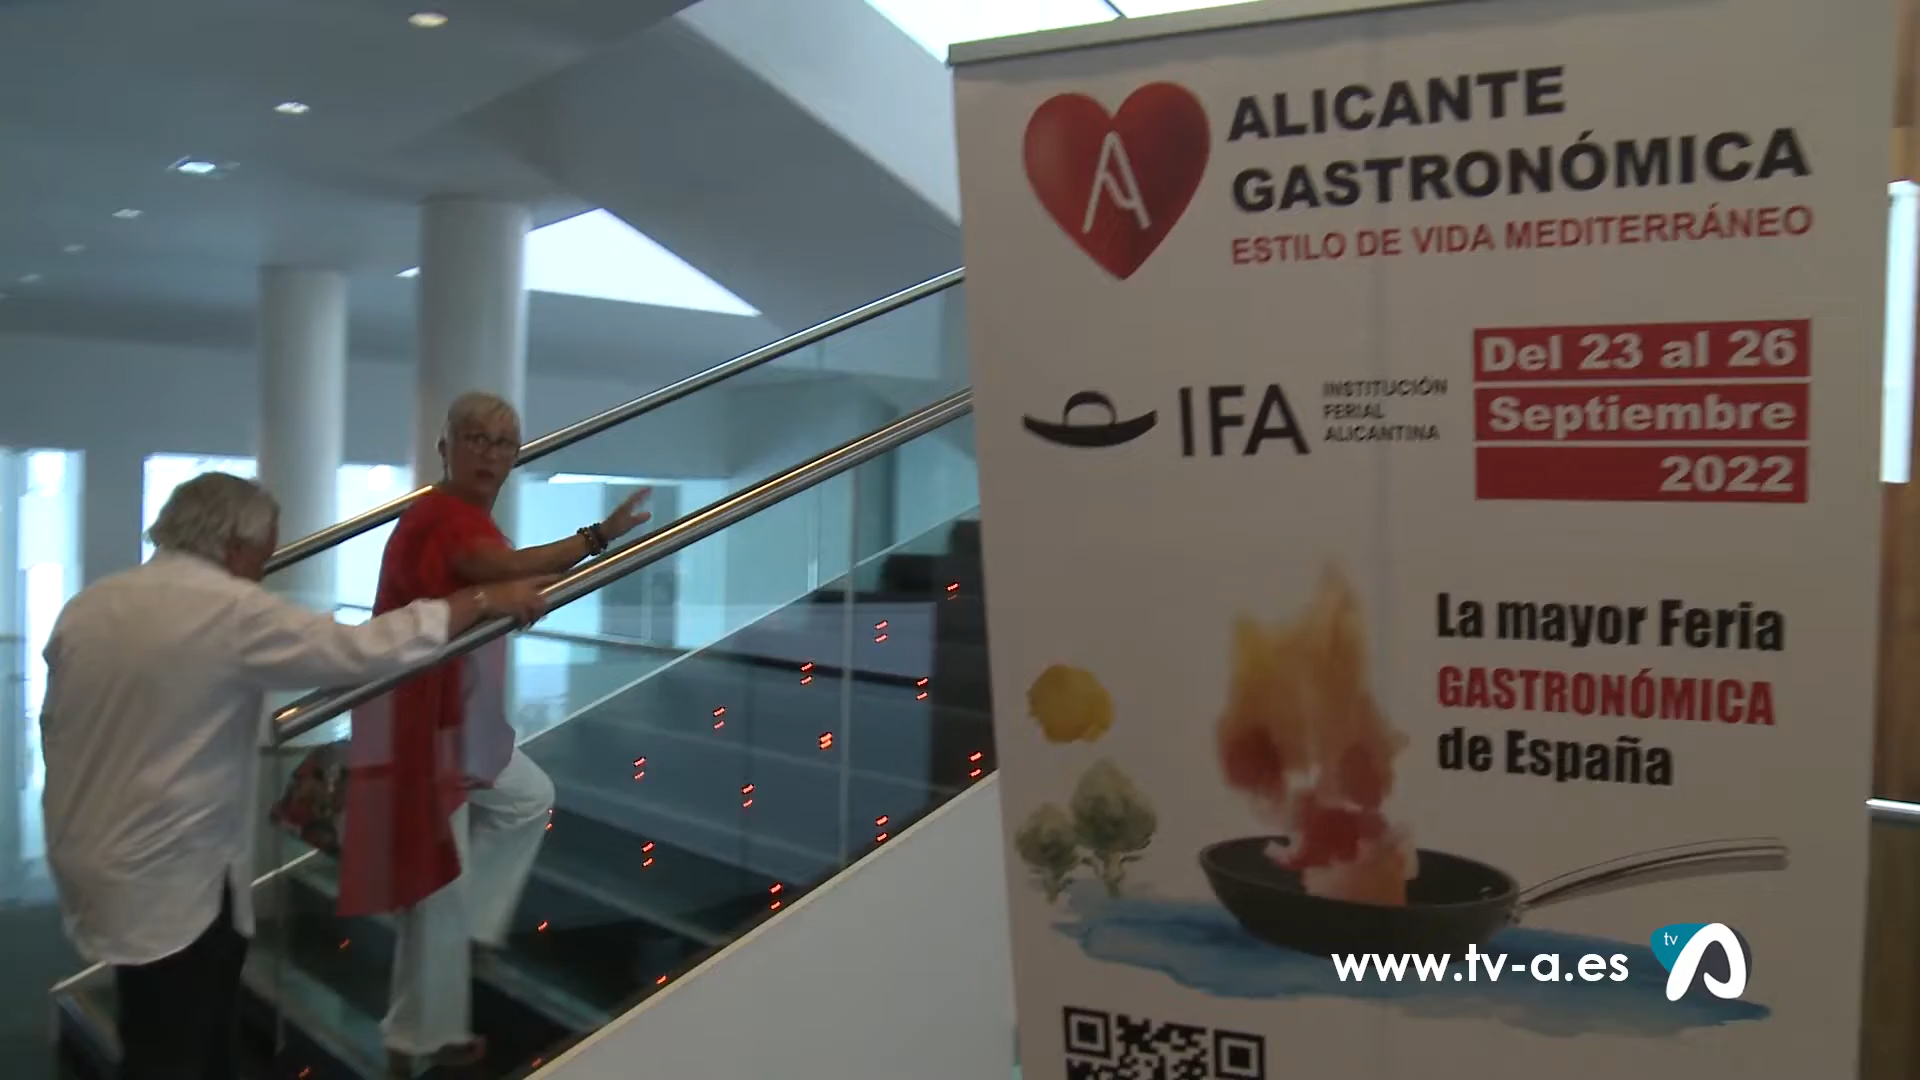 ALICANTE
GASTRONÓMICA
ESTILO DE VIDA MEDITERRÁNEO
IFA
INSTITUCIÓN
FERIAL
ALICANTINA
Del 23 al 26
Septiembre
2022
La mayor Feria
GASTRONÓMICA
de España
www.tv-a.es
tv